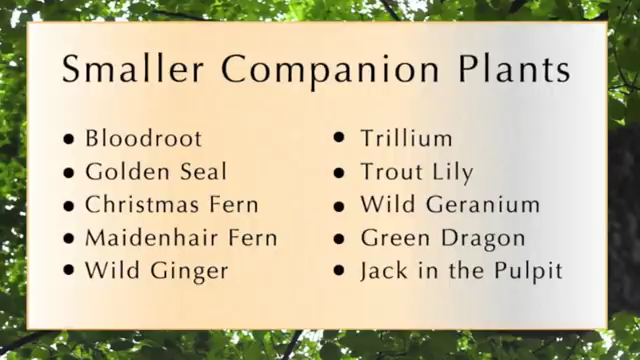 Smaller Companion Plants
• Bloodroot
• Golden Seal
• Christmas Fern
• Maidenhair Fern
• Wild Ginger
• Trillium
• Trout Lily
• Wild Geranium
• Green Dragon
• Jack in the Pulpit